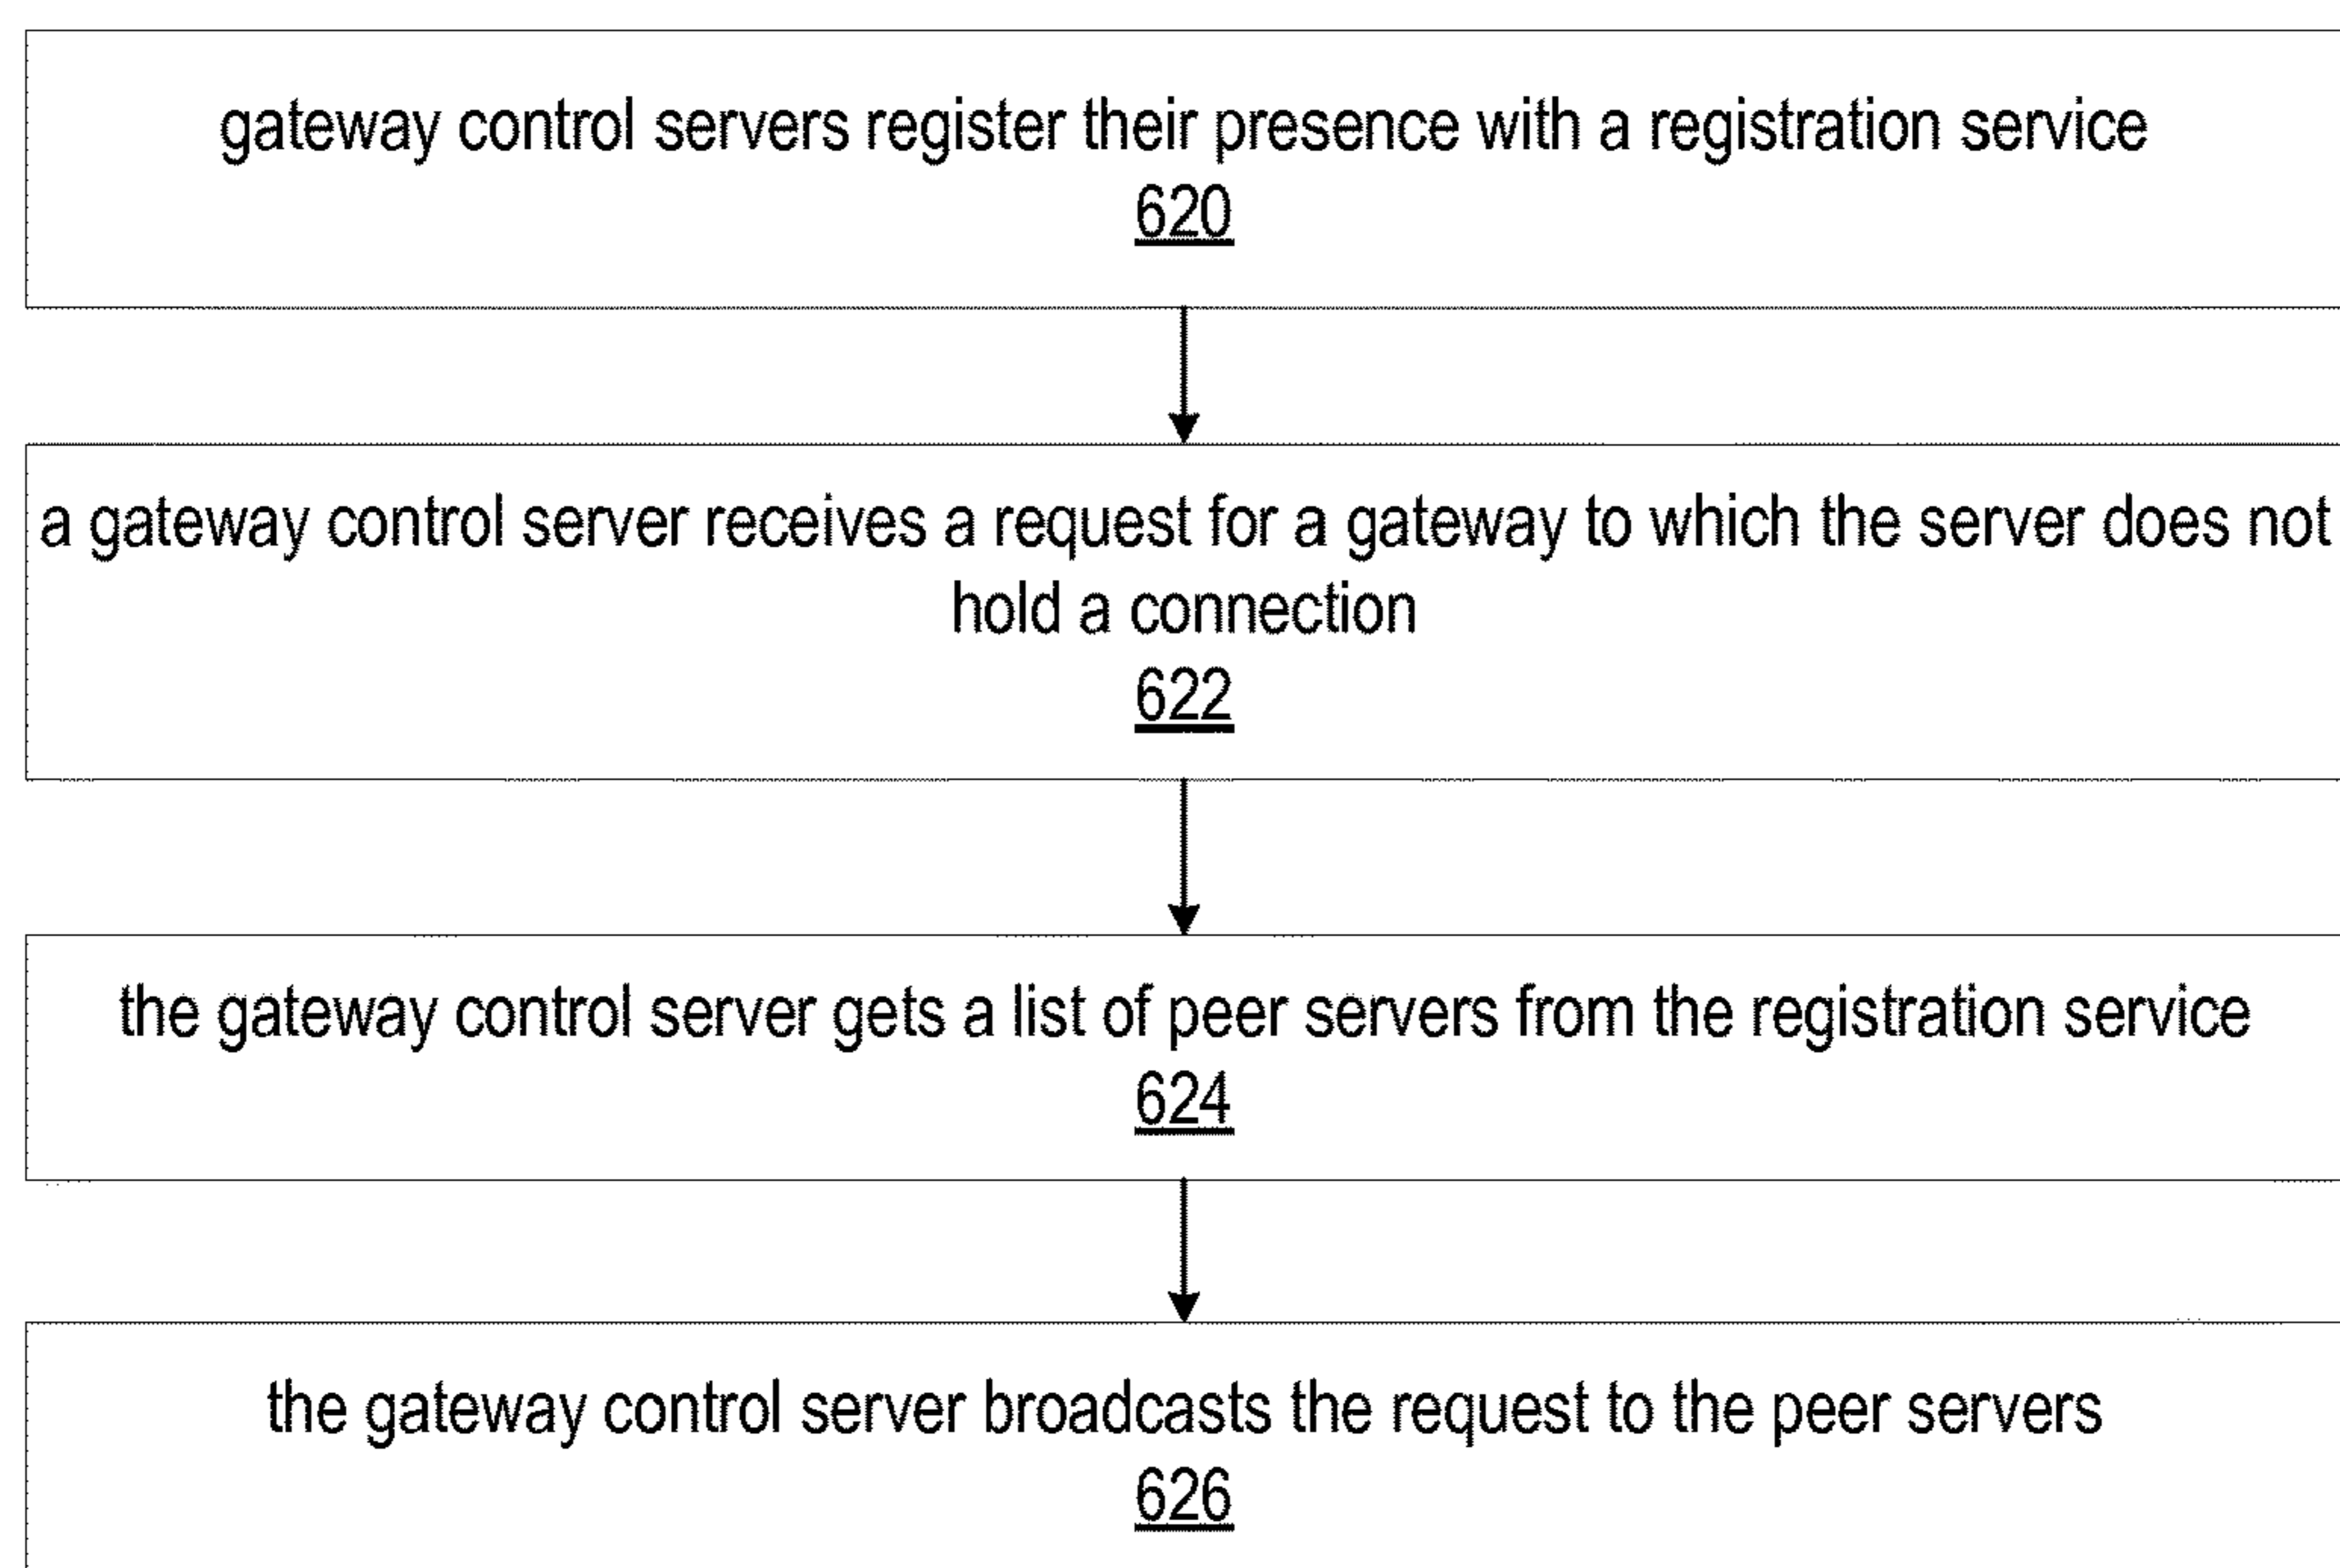 gateway control servers register their presence with a registration service
620
a gateway control server receives a request for a gateway to which the server does not
hold a connection
622
the gateway control server gets a list of peer servers from the registration service
624
the gateway control server broadcasts the request to the peer servers
626